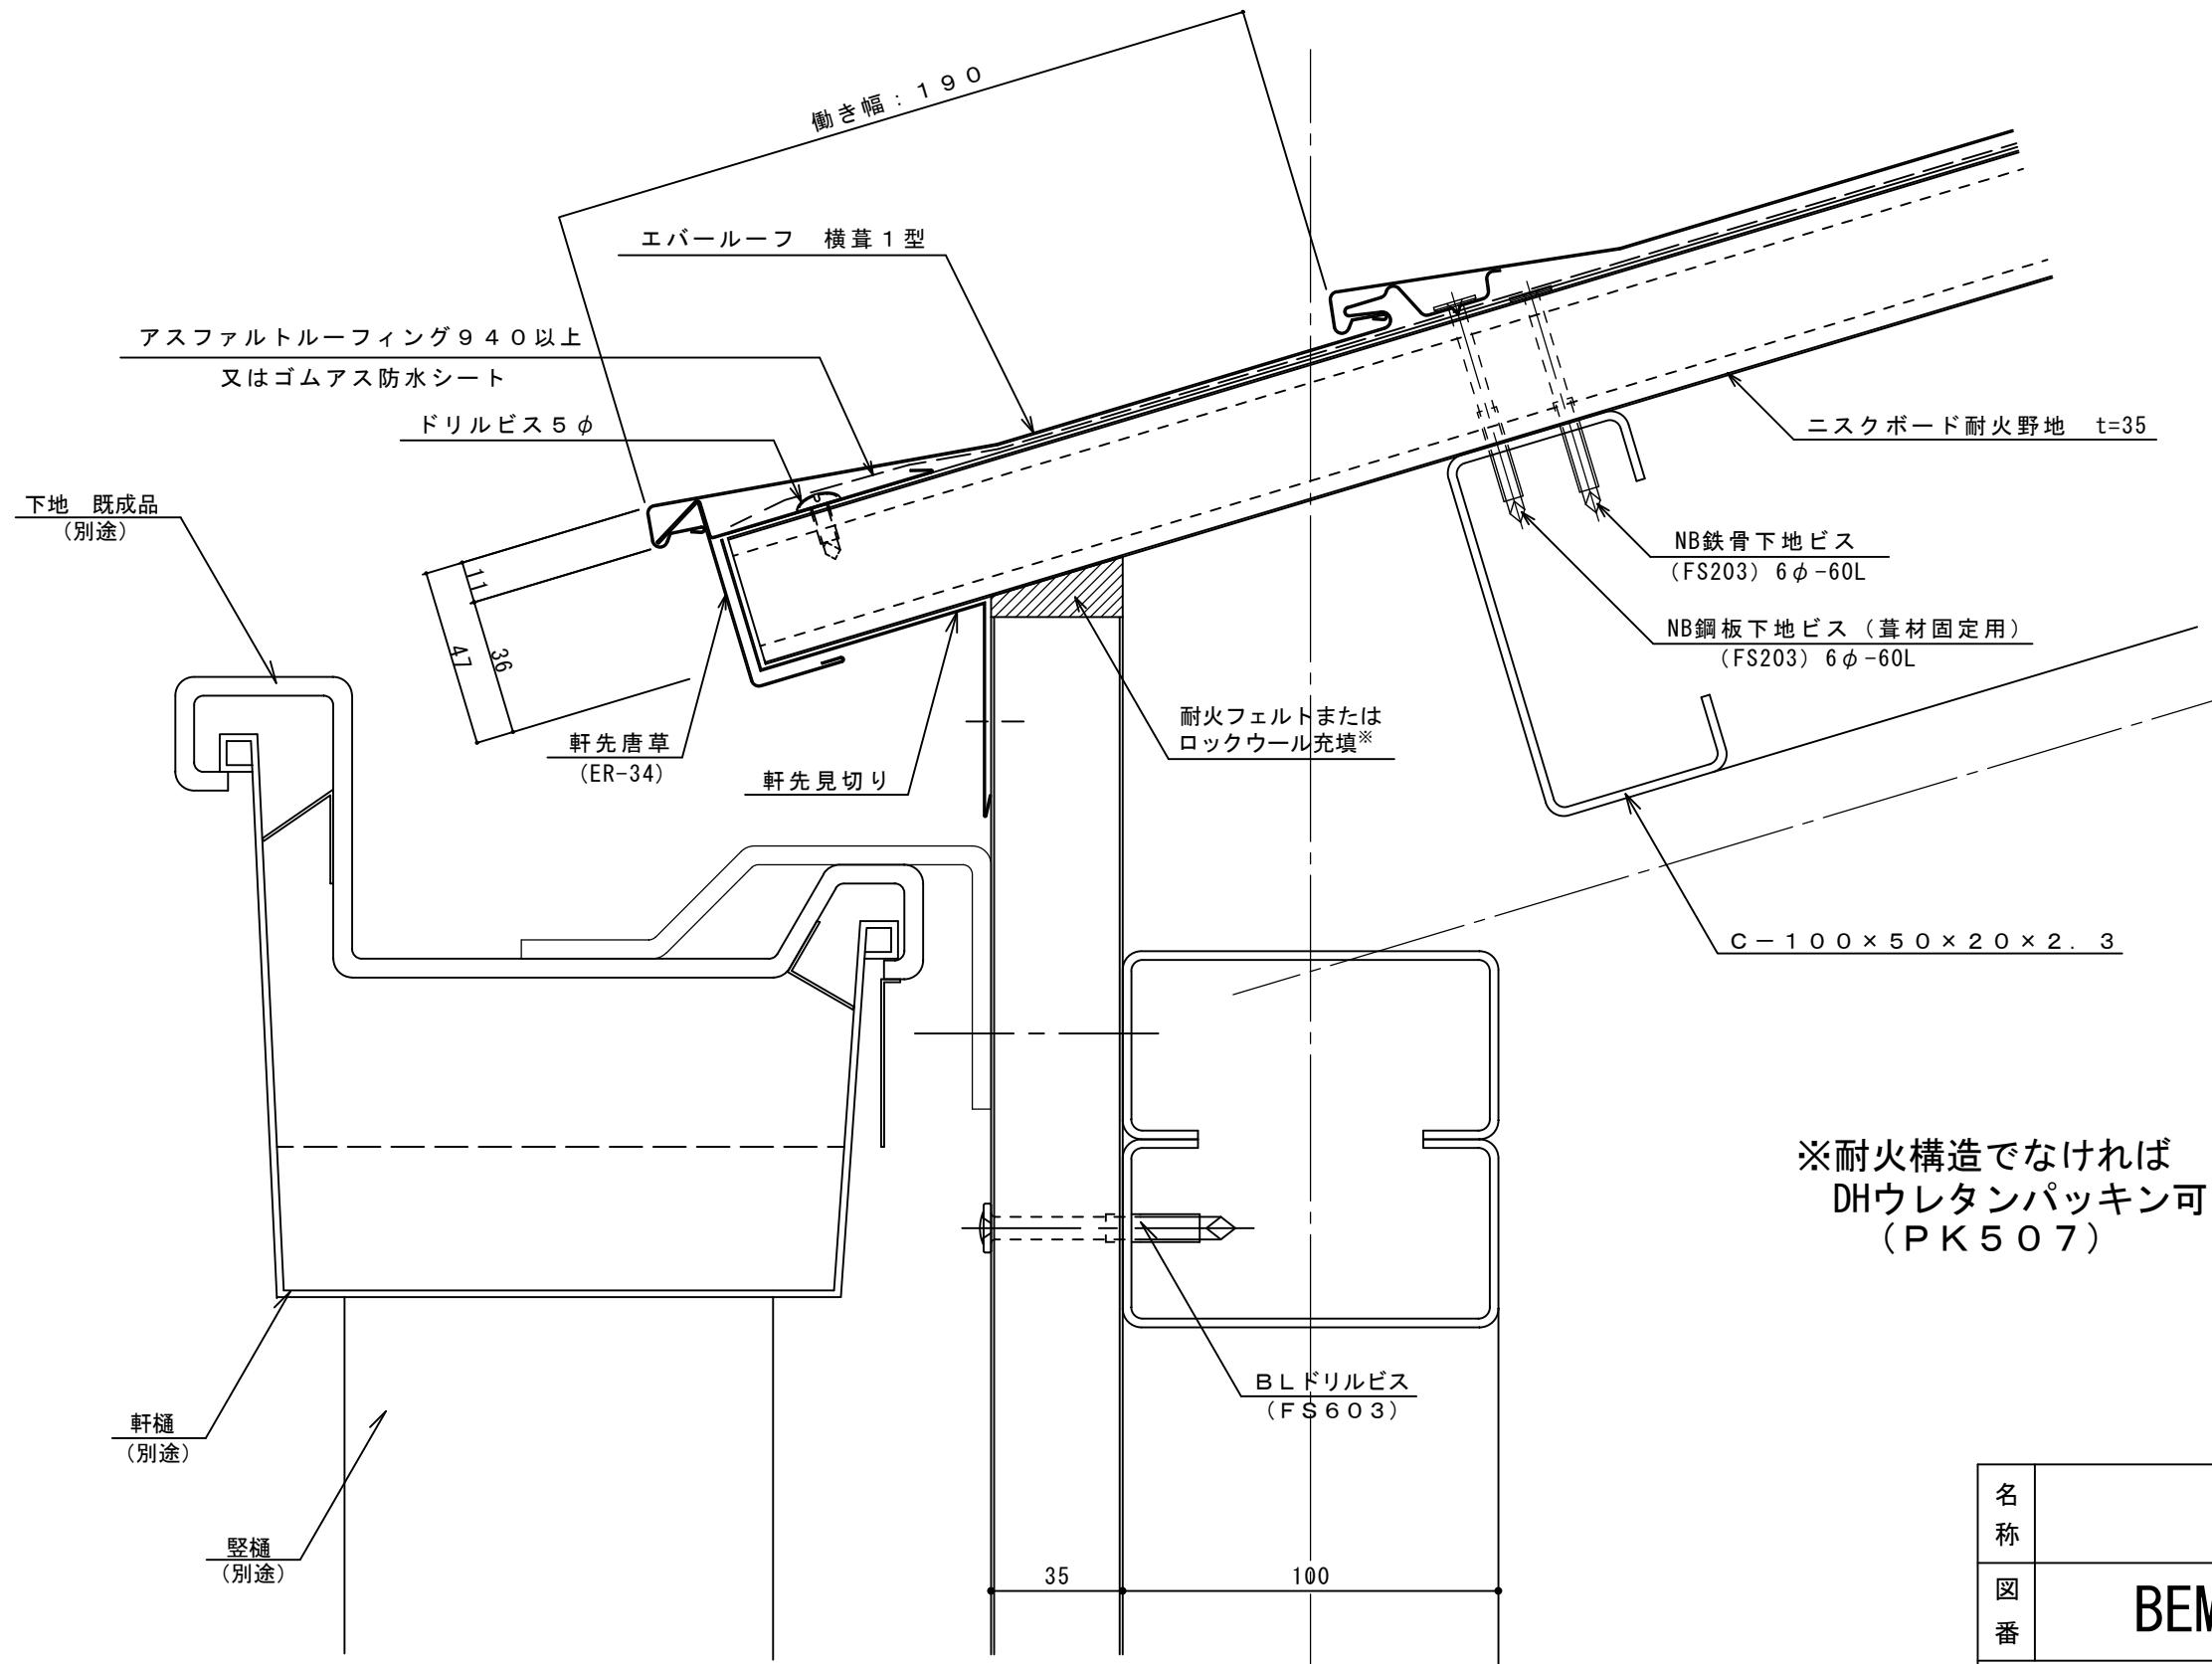 働き幅：１９０
エバールーフ　横葺１型
アスファルトルーフィング９４０以上
又はゴムアス防水シート
ドリルビス５φ
下地　既成品
（別途）
11
47
36
ニスクボード耐火野地　t=35
NB鉄骨下地ビス
（FS203）6φ-60L
NB鋼板下地ビス（葺材固定用）
（FS203）6φ-60L
軒先唐草
（ER-34）
軒先見切り
耐火フェルトまたは
ロックウール充填※
Ｃ－１００×５０×２０×２．３
※耐火構造でなければ
DHウレタンパッキン可
（ＰＫ５０７）
ＢＬドリルビス
（ＦＳ６０３）
軒樋
（別途）
竪樋
（別途）
35
100
名称
図番
BEM